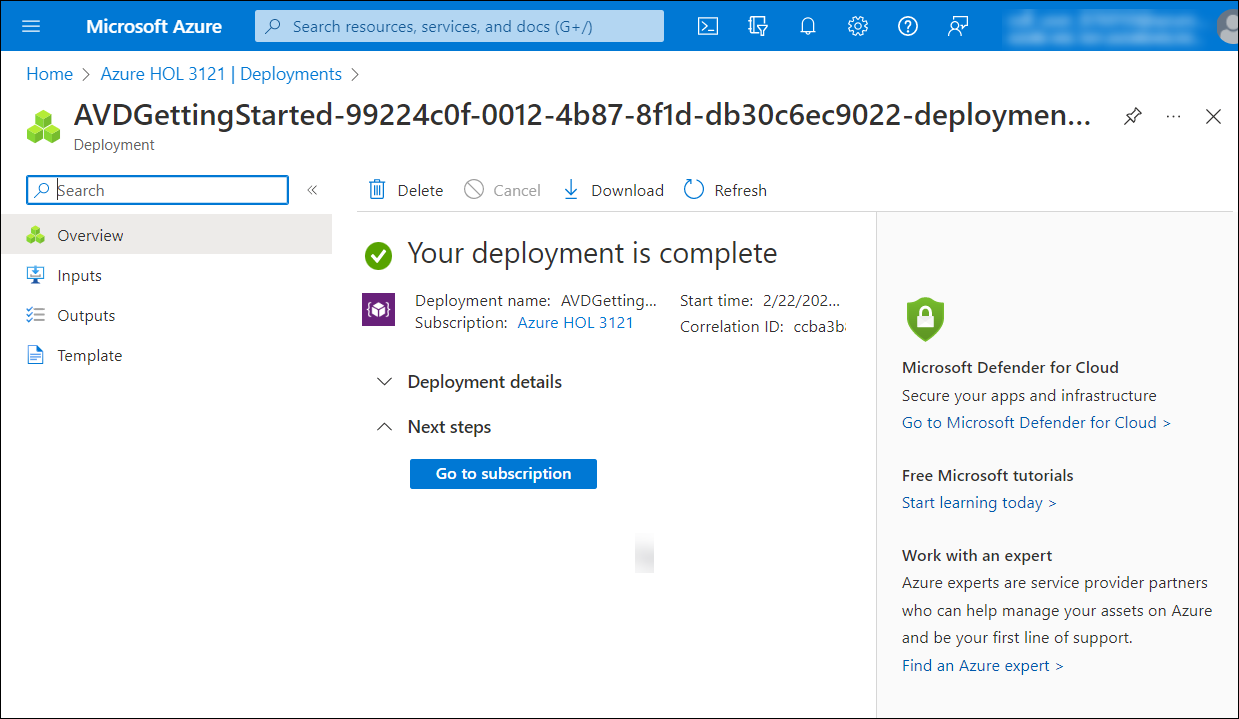 Microsoft Azure
Search resources, services, and docs (G+/)
Home > Azure HOL 3121 | Deployments >
AVDGettingStarted-99224c0f-0012-4b87-8f1d-db30c6ec9022-deploymen...
Deployment
Search
«
Overview
Inputs
Outputs
Template
Delete Cancel Download Refresh
Your deployment is complete
Deployment name: AVDGetting...
Subscription: Azure HOL 3121
Start time: 2/22/202...
Correlation ID: ccba3b
Deployment details
Next steps
Go to subscription
Microsoft Defender for Cloud
Secure your apps and infrastructure
Go to Microsoft Defender for Cloud >
Free Microsoft tutorials
Start learning today >
Work with an expert
Azure experts are service provider partners
who can help manage your assets on Azure
and be your first line of support.
Find an Azure expert >